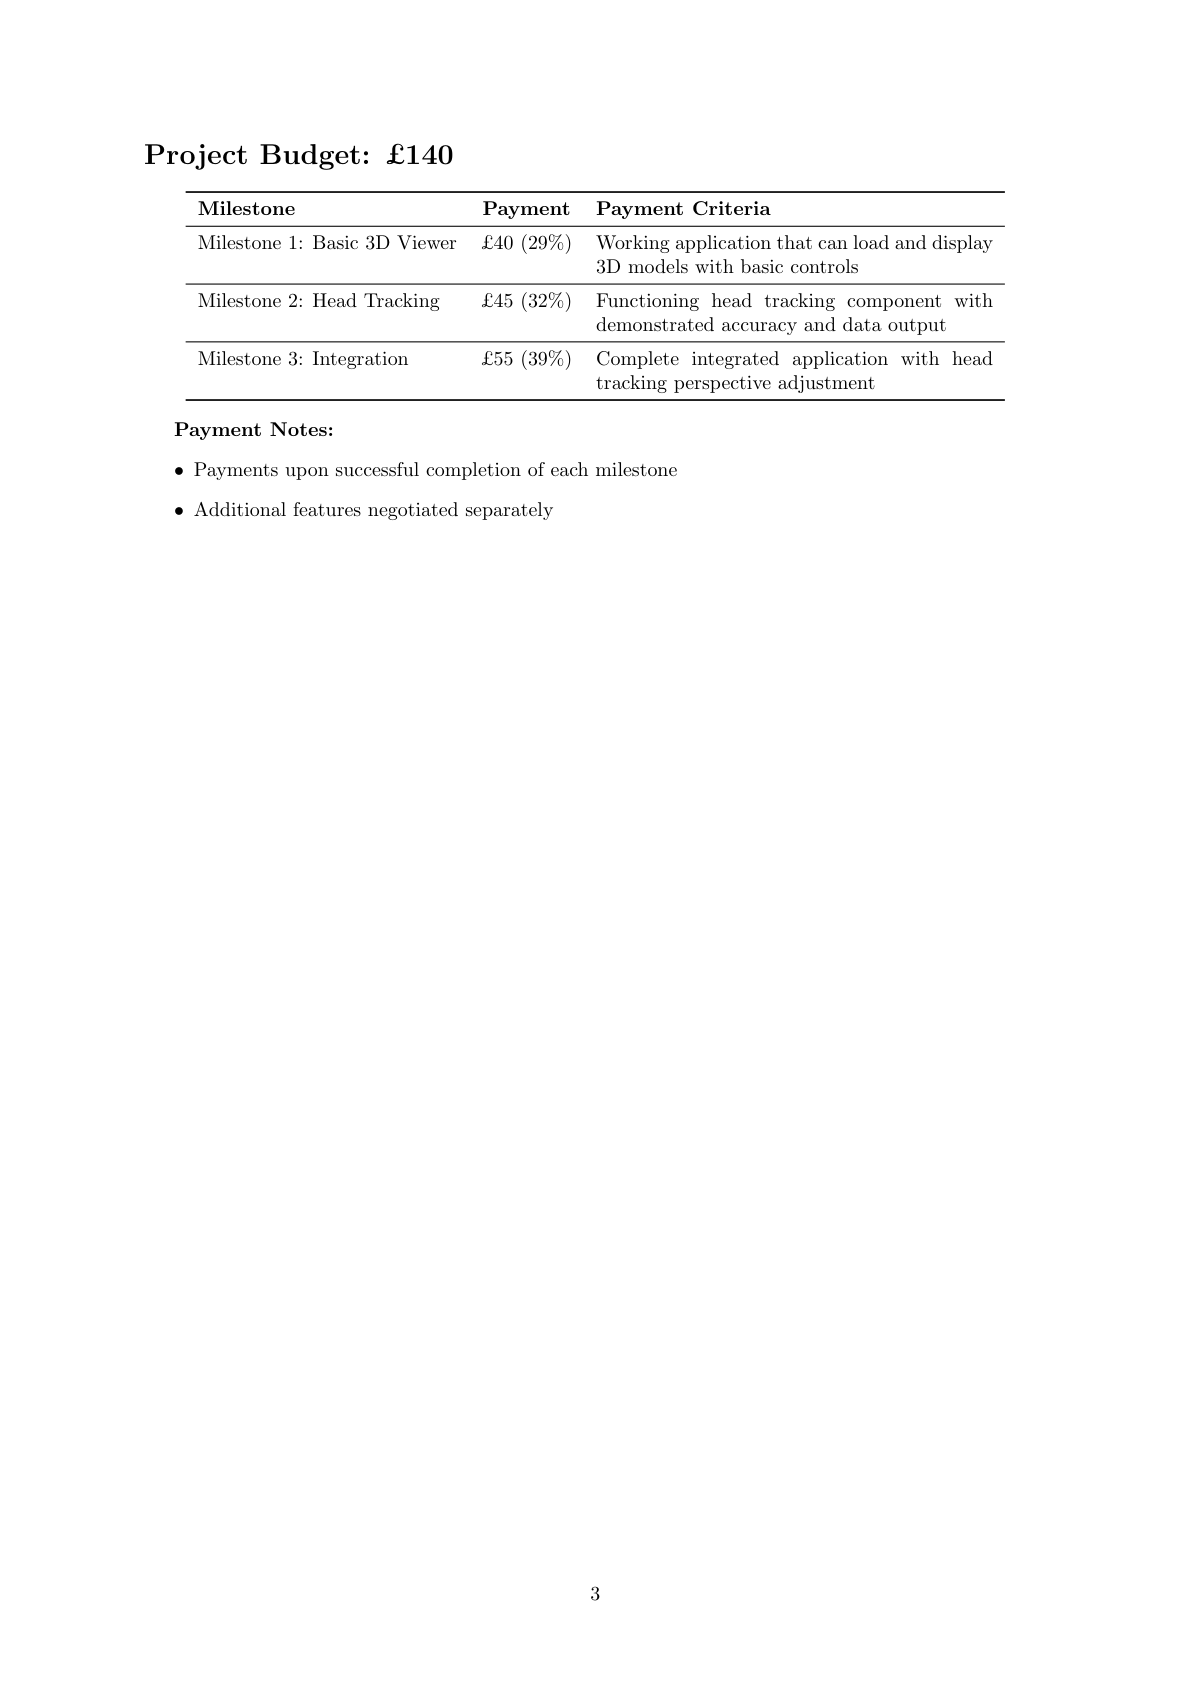 Project Budget: £140
Milestone Payment Payment Criteria
Milestone 1: Basic 3D Viewer £40 (29%) Working application that can load and display
3D models with basic controls
Milestone 2: Head Tracking £45 (32%) Functioning head tracking component with
demonstrated accuracy and data output
Milestone 3: Integration £55 (39%) Complete integrated application with head
tracking perspective adjustment
Payment Notes:
• Payments upon successful completion of each milestone
• Additional features negotiated separately
3